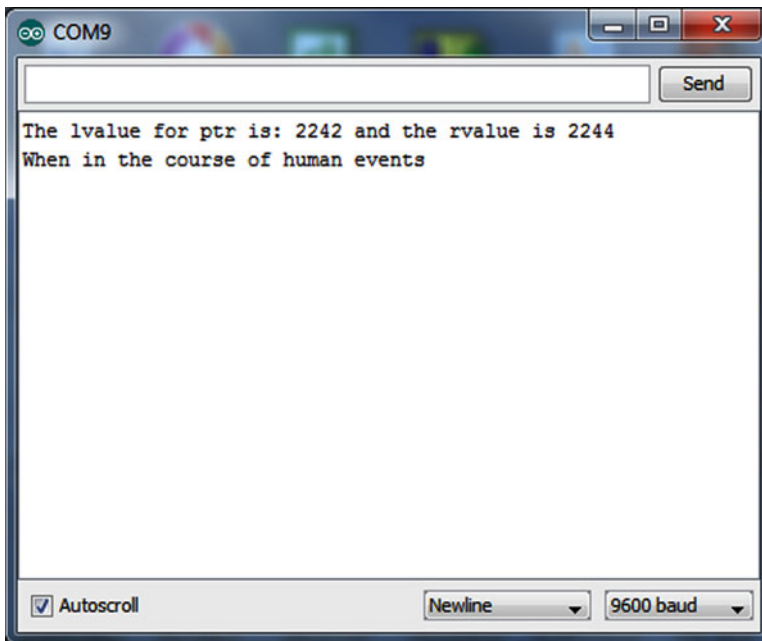 COM9
Send
The lvalue for ptr is: 2242 and the rvalue is 2244
When in the course of human events
Autoscroll
Newline
9600 baud